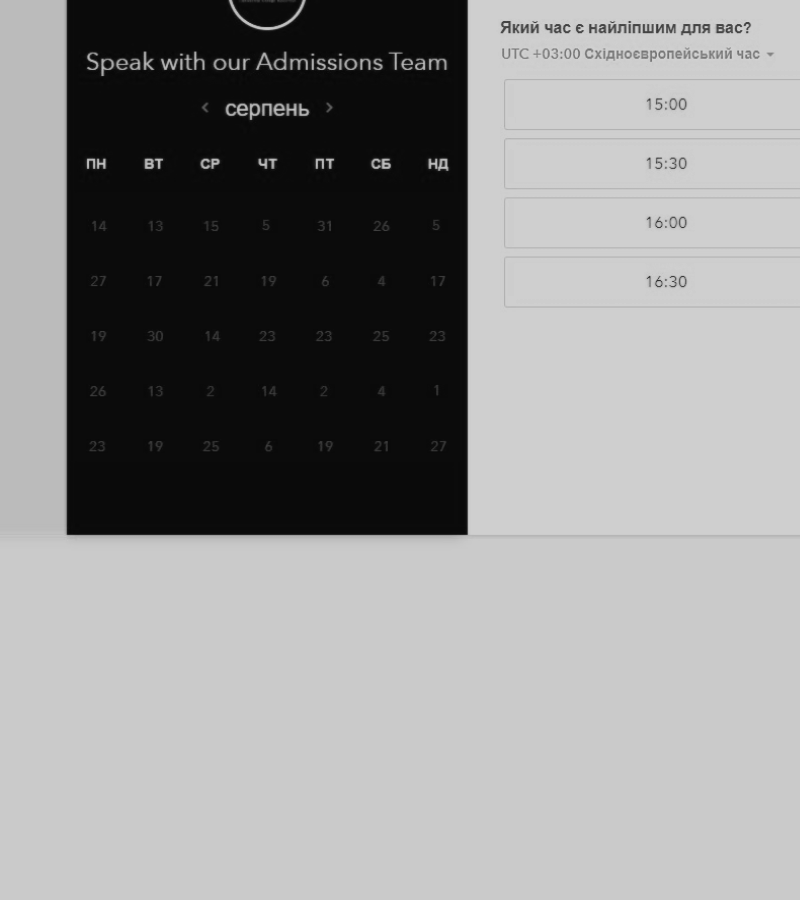 Speak with our Admissions Team
серпень
ПН ВТ СР ЧТ ПТ СБ НД
14 13 15 5 31 26 5
27 17 21 19 6 4 17
19 30 14 23 23 25 23
26 13 2 14 2 4 1
23 19 25 6 19 21 27
Який час є найліпшим для вас?
UTC +03:00 Східноєвропейський час
15:00
15:30
16:00
16:30